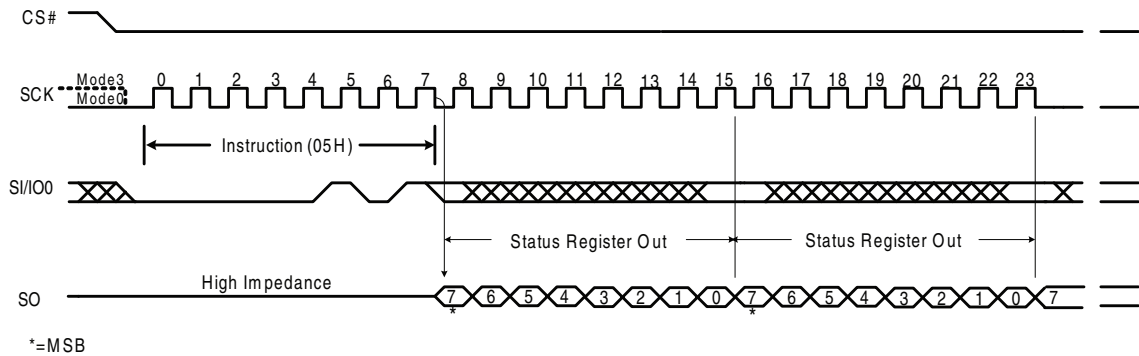 CS#
Mode3
0 1 2 3 4 5 6 7 8 9 10 11 12 13 14 15 16 17 18 19 20 21 22 23
SCK
Mode0
Instruction (05H)
SI/IO0
Status Register Out Status Register Out
High Impedance
SO
7 6 5 4 3 2 1 0 7 6 5 4 3 2 1 0 7
* *
*=MSB